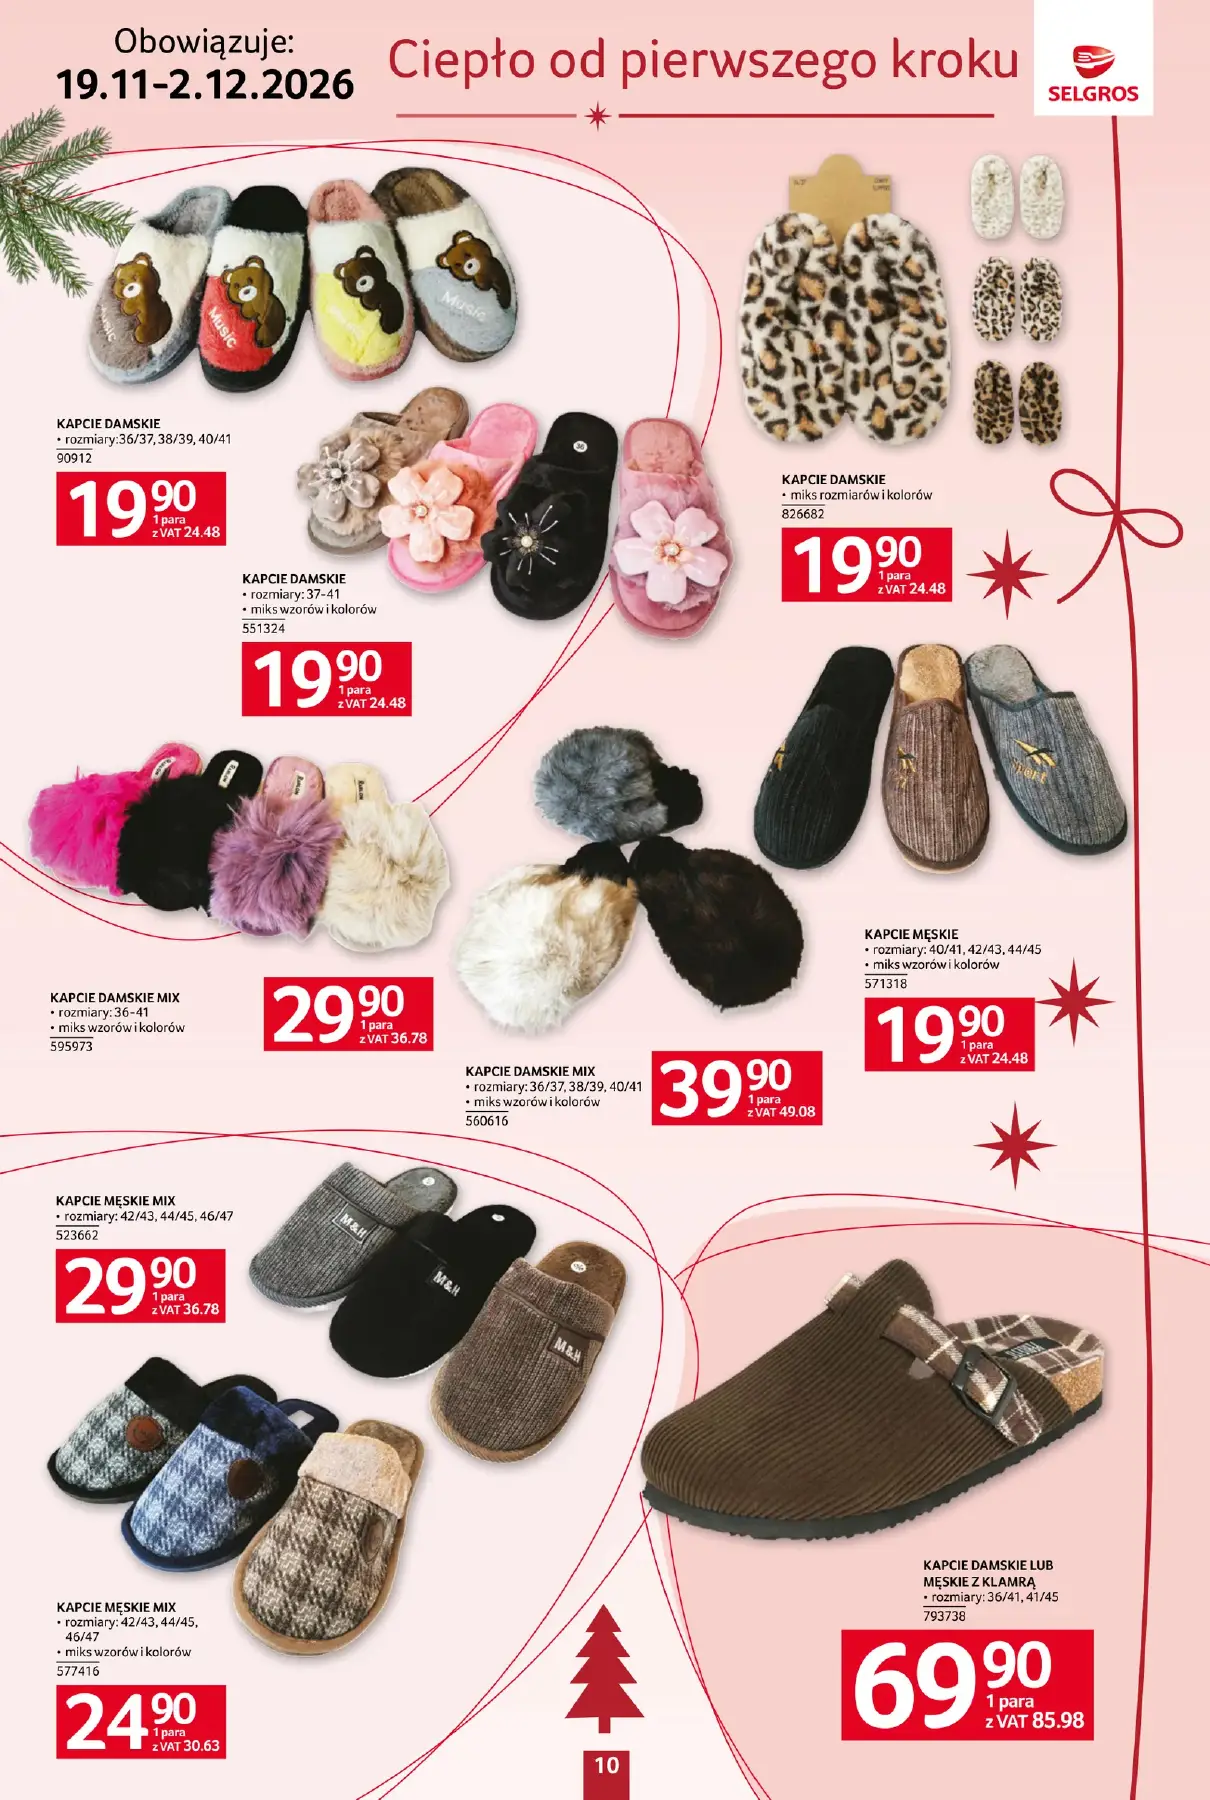 Obowiązuje:
19.11-2.12.2026
Ciepło od pierwszego kroku
SELGROS
Music
Music
Music
KAPCIE DAMSKIE
• rozmiary:36/37, 38/39, 40/41
90912
19 90
1 para
z VAT 24.48
36
KAPCIE DAMSKIE
• rozmiary: 37-41
• miks wzorów i kolorów
551324
19 90
1 para
z VAT 24.48
KAPCIE DAMSKIE
• miks rozmiarów i kolorów
826682
19 90
1 para
z VAT 24.48
KAPCIE MĘSKIE
• rozmiary: 40/41, 42/43, 44/45
• miks wzorów i kolorów
571318
19 90
1 para
z VAT 24.48
KAPCIE DAMSKIE MIX
• rozmiary: 36-41
• miks wzorów i kolorów
595973
29 90
1 para
z VAT 36.78
KAPCIE DAMSKIE MIX
• rozmiary: 36/37, 38/39, 40/41
• miks wzorów i kolorów
560616
39 90
1 para
z VAT 49.08
KAPCIE MĘSKIE MIX
• rozmiary: 42/43, 44/45, 46/47
523662
29 90
1 para
z VAT 36.78
M&H
M&H
M&H
KAPCIE MĘSKIE MIX
• rozmiary: 42/43, 44/45,
46/47
• miks wzorów i kolorów
577416
24 90
1 para
z VAT 30.63
KAPCIE DAMSKIE LUB
MĘSKIE Z KLAMRĄ
• rozmiary: 36/41, 41/45
793738
69 90
1 para
z VAT 85.98
10